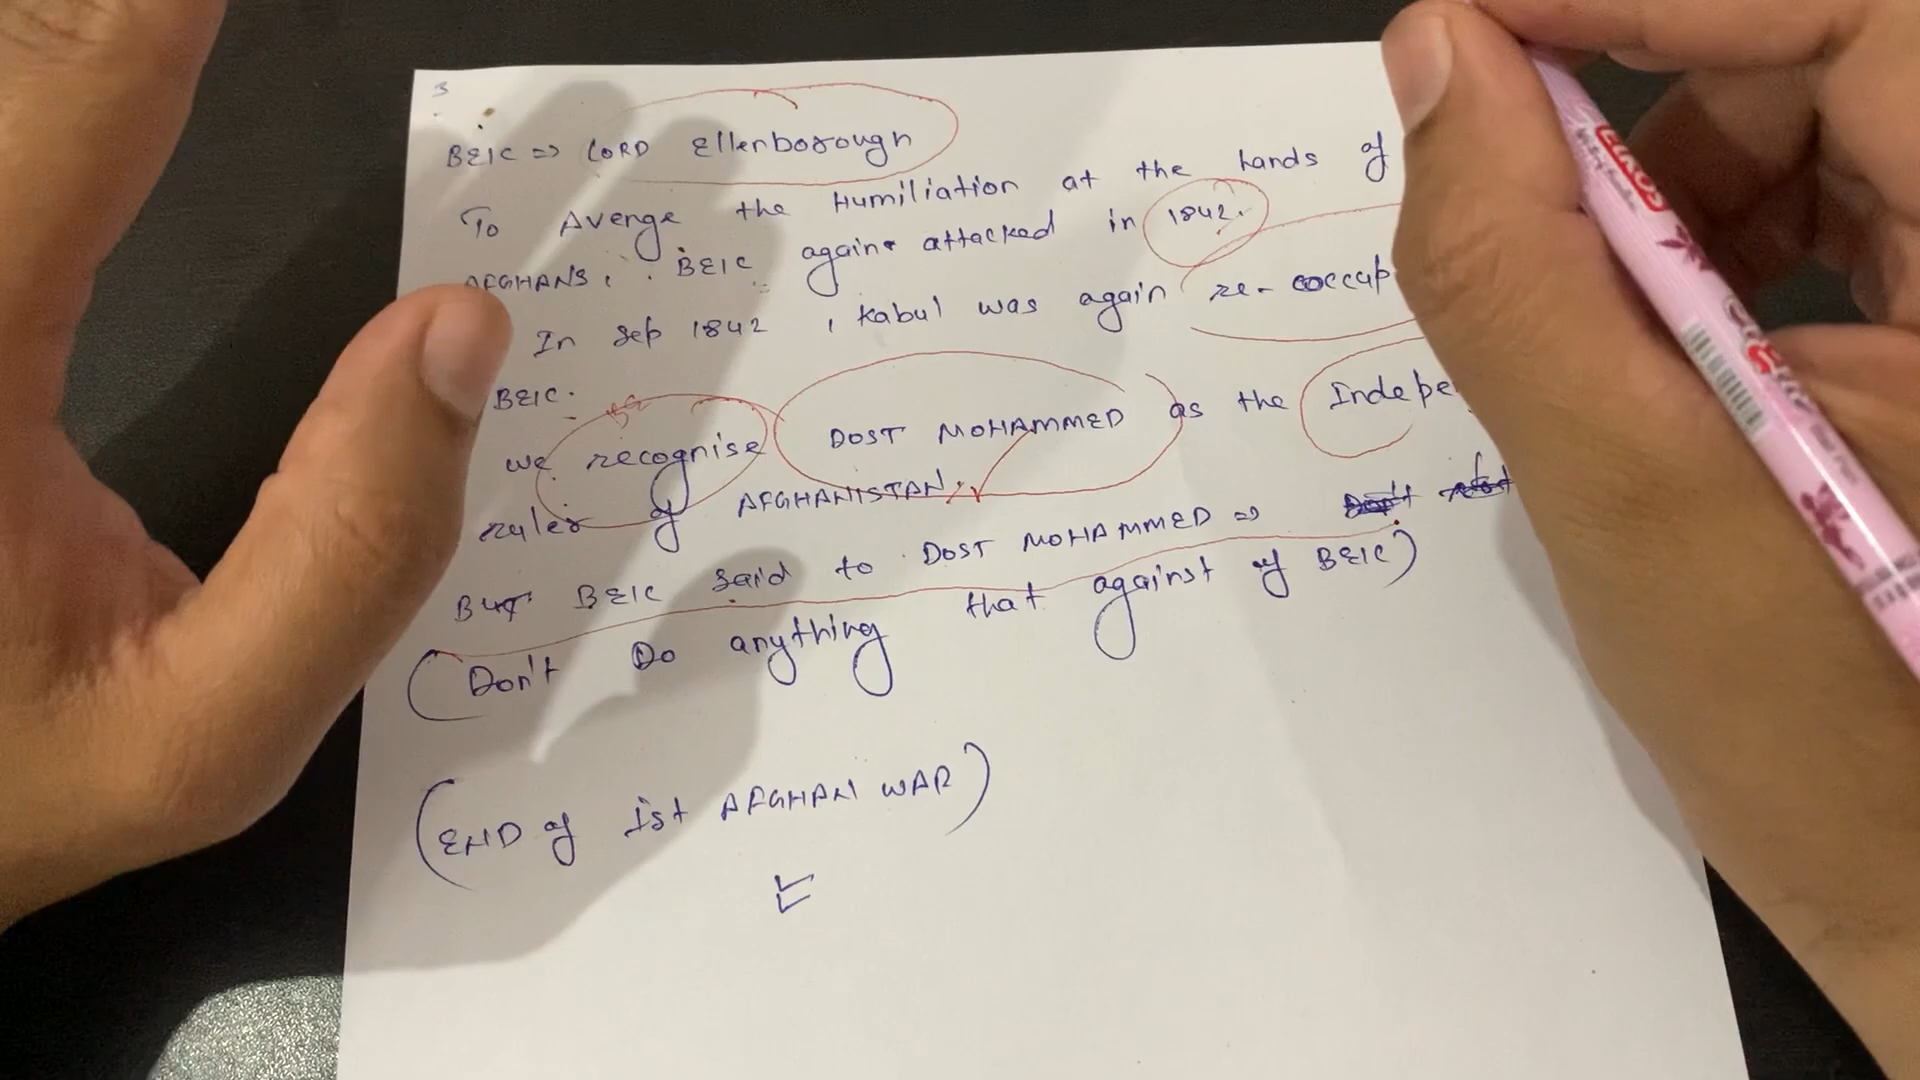 3
BEIC => LORD Ellenborough
To Avenge the Humiliation at the hands of
AFGHANS, BEIC again attacked in 1842.
In Sep 1842, Kabul was again re-occup
BEIC.
we recognise DOST MOHAMMED as the Indepe
ruler of AFGHANISTAN.
But BEIC said to DOST MOHAMMED =>
(Don't Do anything that against of BEIC)
(END of 1st AFGHAN WAR)